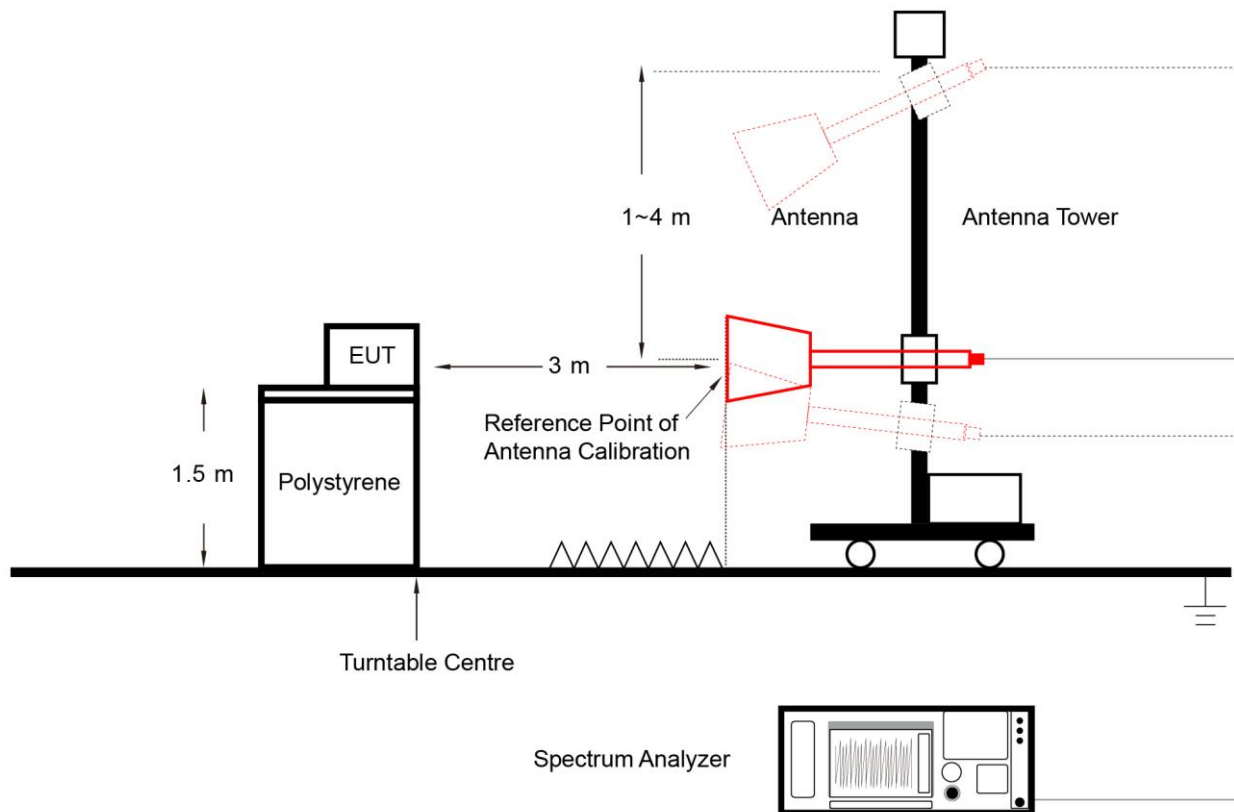 1~4 m
Antenna
Antenna Tower
EUT
3 m
Reference Point of
Antenna Calibration
1.5 m
Polystyrene
Turntable Centre
Spectrum Analyzer